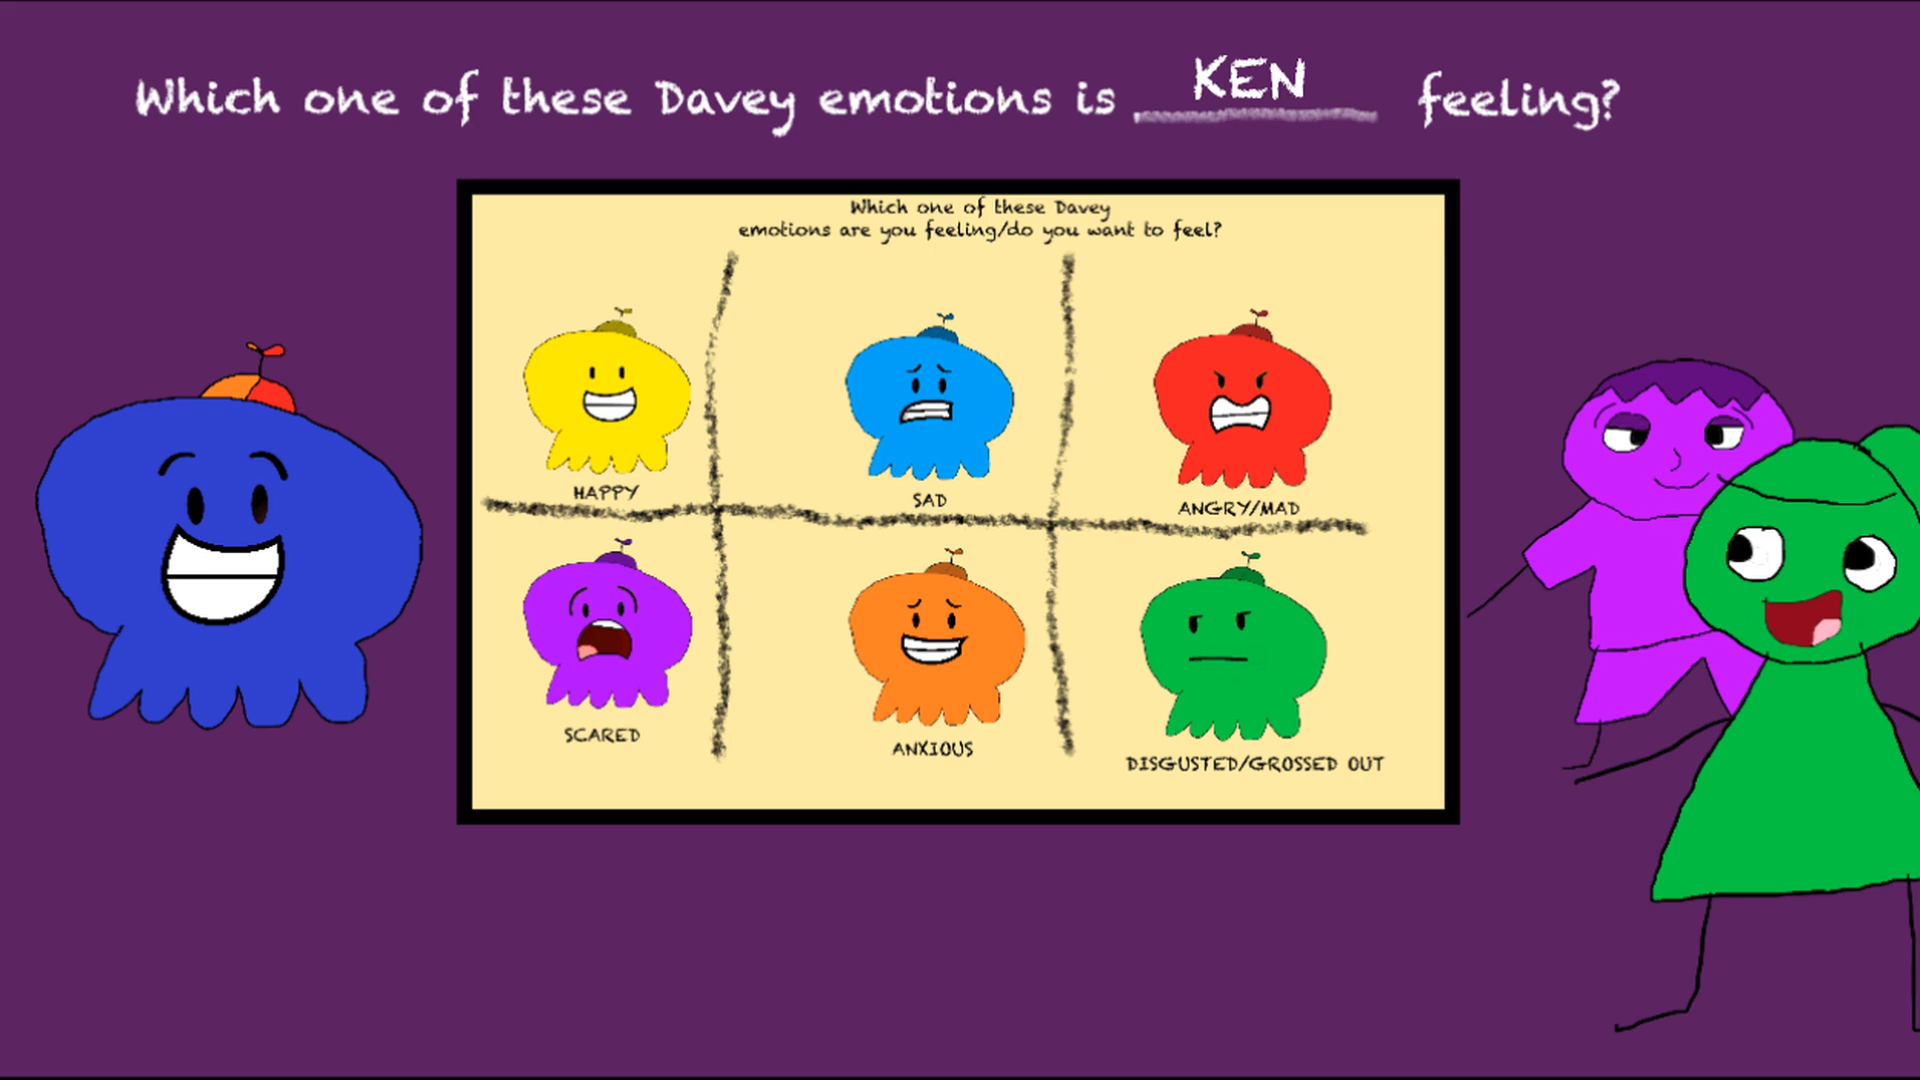 Which one of these Davey emotions is KEN feeling?
Which one of these Davey
emotions are you feeling/do you want to feel?
HAPPY
SAD
ANGRY/MAD
SCARED
ANXIOUS
DISGUSTED/GROSSED OUT